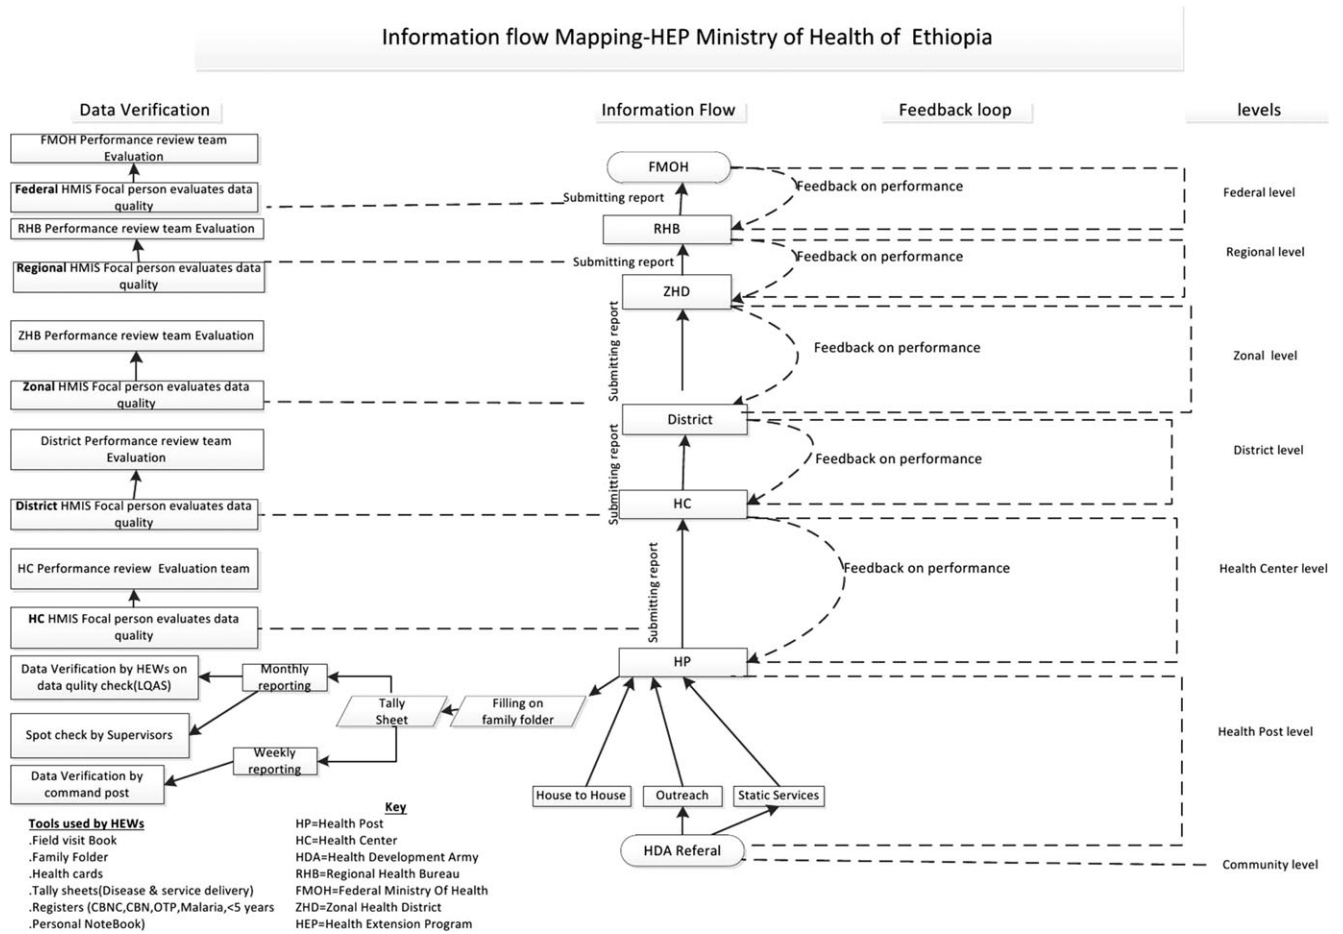 Information flow Mapping-HEP Ministry of Health of Ethiopia
Data Verification
Information Flow
Feedback loop
levels
FMOH Performance review team
Evaluation
Federal HMIS Focal person evaluates data
quality
RHB Performance review team Evaluation
Regional HMIS Focal person evaluates data
quality
ZHB Performance review team Evaluation
Zonal HMIS Focal person evaluates data
quality
District Performance review team
Evaluation
District HMIS Focal person evaluates data
quality
HC Performance review Evaluation team
HC HMIS Focal person evaluates data
quality
Data Verification by HEWs on
data qulity check(LQAS)
Spot check by Supervisors
Data Verification by
command post
Monthly
reporting
Weekly
reporting
Tally
Sheet
Filling on
family folder
FMOH
Submitting report
RHB
Submitting report
ZHD
Submitting report
District
Submitting report
HC
Submitting report
HP
House to House
Outreach
Static Services
HDA Referal
Feedback on performance
Feedback on performance
Feedback on performance
Feedback on performance
Feedback on performance
Federal level
Regional level
Zonal level
District level
Health Center level
Health Post level
Community level
Tools used by HEWs
.Field visit Book
.Family Folder
.Health cards
.Tally sheets(Disease & service delivery)
.Registers (CBNC,CBN,OTP,Malaria,<5 years
.Personal NoteBook)
Key
HP=Health Post
HC=Health Center
HDA=Health Development Army
RHB=Regional Health Bureau
FMOH=Federal Ministry Of Health
ZHD=Zonal Health District
HEP=Health Extension Program